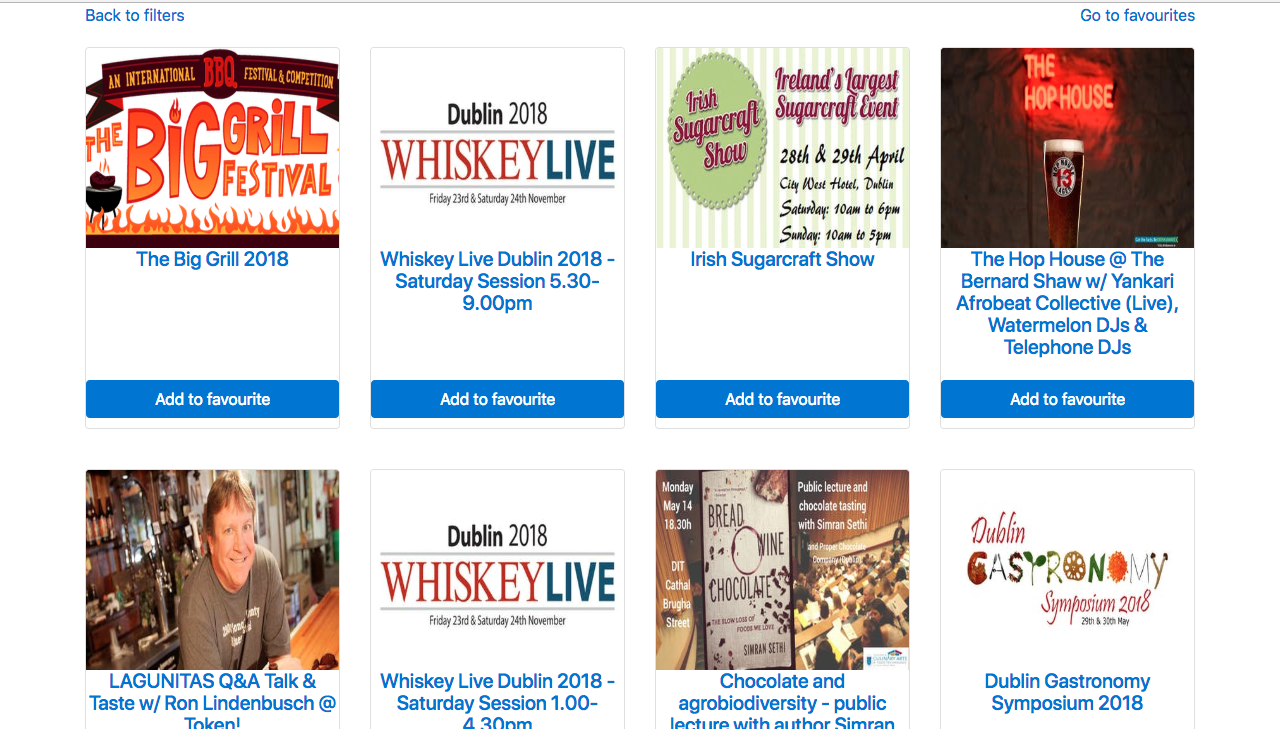 Back to filters
Go to favourites
AN INTERNATIONAL BBQ FESTIVAL & COMPETITION
THE BIG GRILL
FESTIVAL
The Big Grill 2018
Add to favourite
Dublin 2018
WHISKEYLIVE
Friday 23rd & Saturday 24th November
Whiskey Live Dublin 2018 -
Saturday Session 5.30-
9.00pm
Add to favourite
Irish
Sugarcraft
Show
Ireland's Largest
Sugarcraft Event
28th & 29th April
City West Hotel, Dublin
Saturday: 10am to 6pm
Sunday: 10am to 5pm
Irish Sugarcraft Show
Add to favourite
THE
HOP HOUSE
13
The Hop House @ The
Bernard Shaw w/ Yankari
Afrobeat Collective (Live),
Watermelon DJs &
Telephone DJs
Add to favourite
LAGUNITAS Q&A Talk &
Taste w/ Ron Lindenbusch @
Token!
Dublin 2018
WHISKEYLIVE
Friday 23rd & Saturday 24th November
Whiskey Live Dublin 2018 -
Saturday Session 1.00-
4.30pm
Monday
May 14
18.30h
DIT
Cathal
Brugha
Street
BREAD
WINE
CHOCOLATE
THE SLOW LOSS OF
FOODS WE LOVE
SIMRAN SETHI
Public lecture and
chocolate tasting
with Simran Sethi
and Proper Chocolate
Company (Dublin)
CULINARY ARTS
Chocolate and
agrobiodiversity - public
lecture with author Simran
Dublin
GASTRONOMY
Symposium 2018
29th & 30th May
Dublin Gastronomy
Symposium 2018